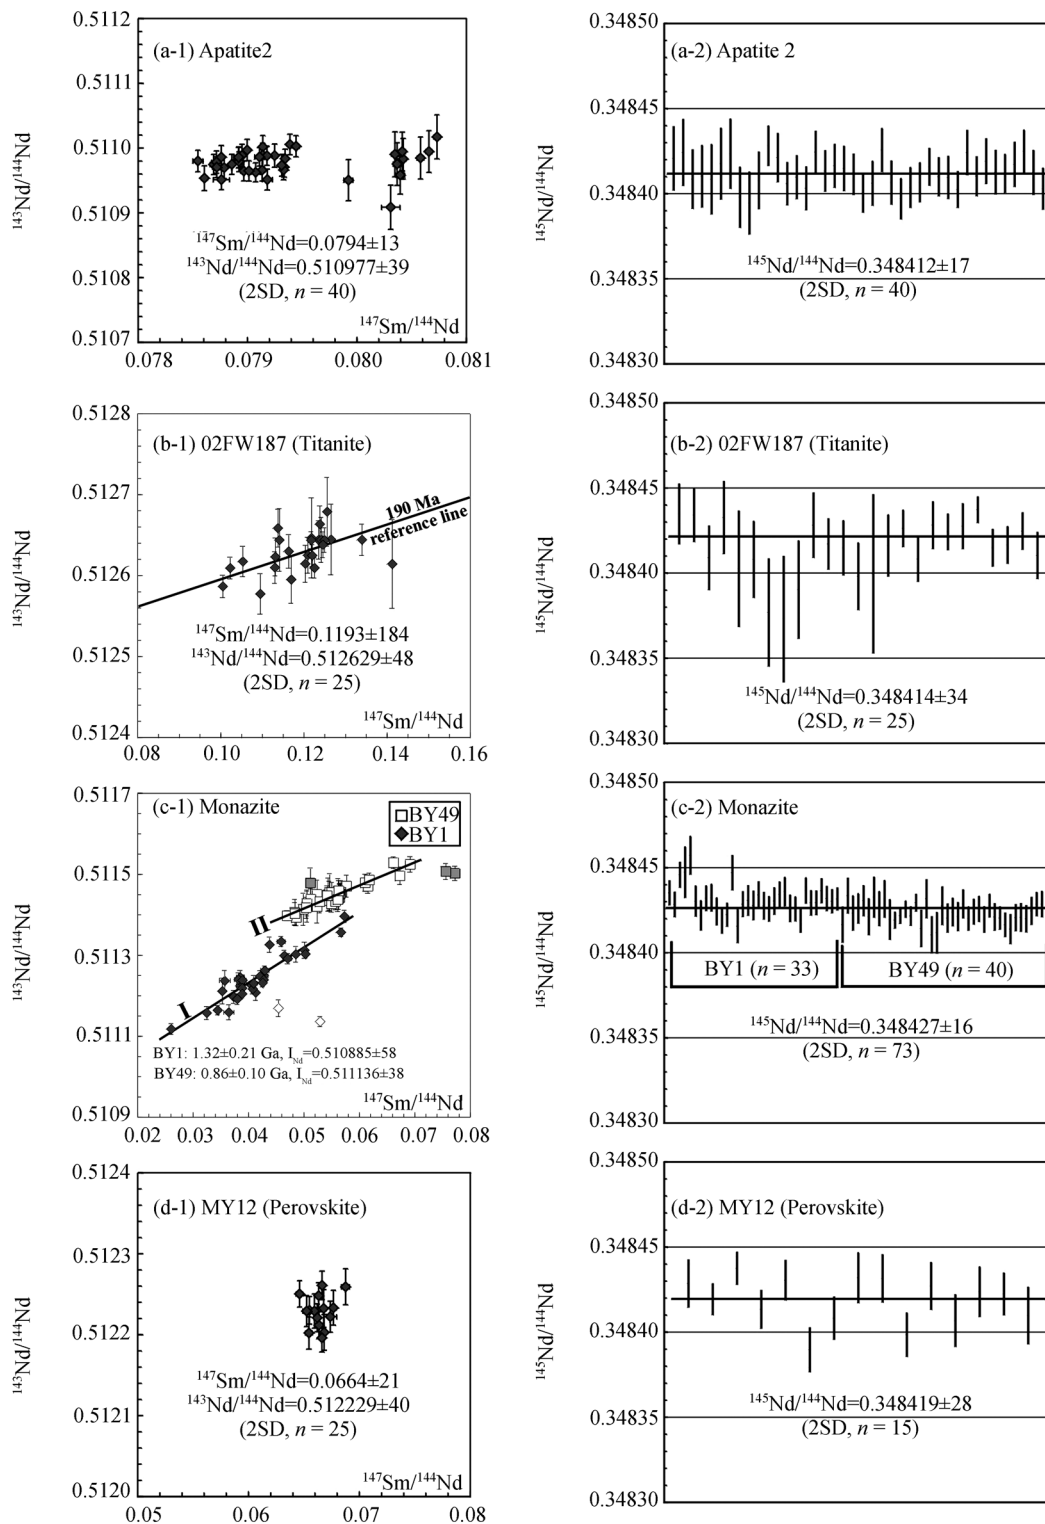 0.5112
(a-1) Apatite2
0.5111
0.5110
0.5109
0.5108
0.5107
¹⁴³Nd/¹⁴⁴Nd
¹⁴⁷Sm/¹⁴⁴Nd=0.0794±13
¹⁴³Nd/¹⁴⁴Nd=0.510977±39
(2SD, n = 40)
¹⁴⁷Sm/¹⁴⁴Nd
0.078 0.079 0.080 0.081
0.34850
(a-2) Apatite 2
0.34845
0.34840
0.34835
0.34830
¹⁴⁵Nd/¹⁴⁴Nd
¹⁴⁵Nd/¹⁴⁴Nd=0.348412±17
(2SD, n = 40)
0.5128
(b-1) 02FW187 (Titanite)
0.5127
0.5126
0.5125
0.5124
¹⁴³Nd/¹⁴⁴Nd
190 Ma
reference line
¹⁴⁷Sm/¹⁴⁴Nd=0.1193±184
¹⁴³Nd/¹⁴⁴Nd=0.512629±48
(2SD, n = 25)
¹⁴⁷Sm/¹⁴⁴Nd
0.08 0.10 0.12 0.14 0.16
0.34850
(b-2) 02FW187 (Titanite)
0.34845
0.34840
0.34835
0.34830
¹⁴⁵Nd/¹⁴⁴Nd
¹⁴⁵Nd/¹⁴⁴Nd=0.348414±34
(2SD, n = 25)
0.5117
(c-1) Monazite
BY49
BY1
0.5115
0.5113
0.5111
0.5109
¹⁴³Nd/¹⁴⁴Nd
II
I
BY1: 1.32±0.21 Ga, I_Nd=0.510885±58
BY49: 0.86±0.10 Ga, I_Nd=0.511136±38
¹⁴⁷Sm/¹⁴⁴Nd
0.02 0.03 0.04 0.05 0.06 0.07 0.08
0.34850
(c-2) Monazite
0.34845
0.34840
0.34835
0.34830
¹⁴⁵Nd/¹⁴⁴Nd
BY1 (n = 33)
BY49 (n = 40)
¹⁴⁵Nd/¹⁴⁴Nd=0.348427±16
(2SD, n = 73)
0.5124
(d-1) MY12 (Perovskite)
0.5123
0.5122
0.5121
0.5120
¹⁴³Nd/¹⁴⁴Nd
¹⁴⁷Sm/¹⁴⁴Nd=0.0664±21
¹⁴³Nd/¹⁴⁴Nd=0.512229±40
(2SD, n = 25)
¹⁴⁷Sm/¹⁴⁴Nd
0.05 0.06 0.07 0.08
0.34850
(d-2) MY12 (Perovskite)
0.34845
0.34840
0.34835
0.34830
¹⁴⁵Nd/¹⁴⁴Nd
¹⁴⁵Nd/¹⁴⁴Nd=0.348419±28
(2SD, n = 15)